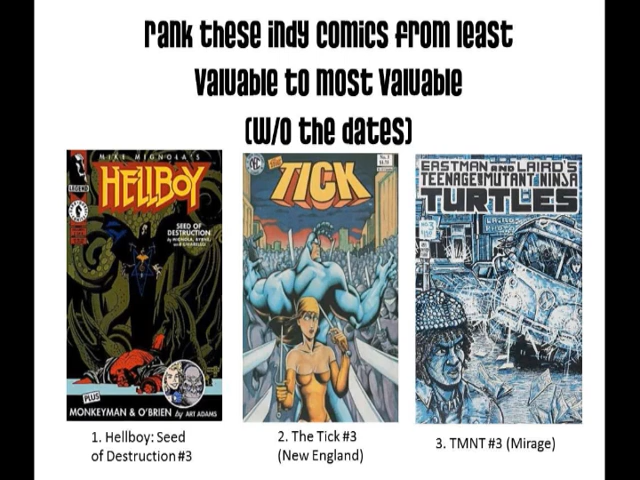 Rank these indy comics from least
valuable to most valuable
(w/o the dates)
MIKE MIGNOLA'S
HELLBOY
LEGEND
SEED OF
DESTRUCTION
PLUS
MONKEYMAN & O'BRIEN by ART ADAMS
THE
TICK
EASTMAN AND LAIRD'S
TEENAGE MUTANT NINJA
TURTLES
NO. 3
1. Hellboy: Seed
of Destruction #3
2. The Tick #3
(New England)
3. TMNT #3 (Mirage)